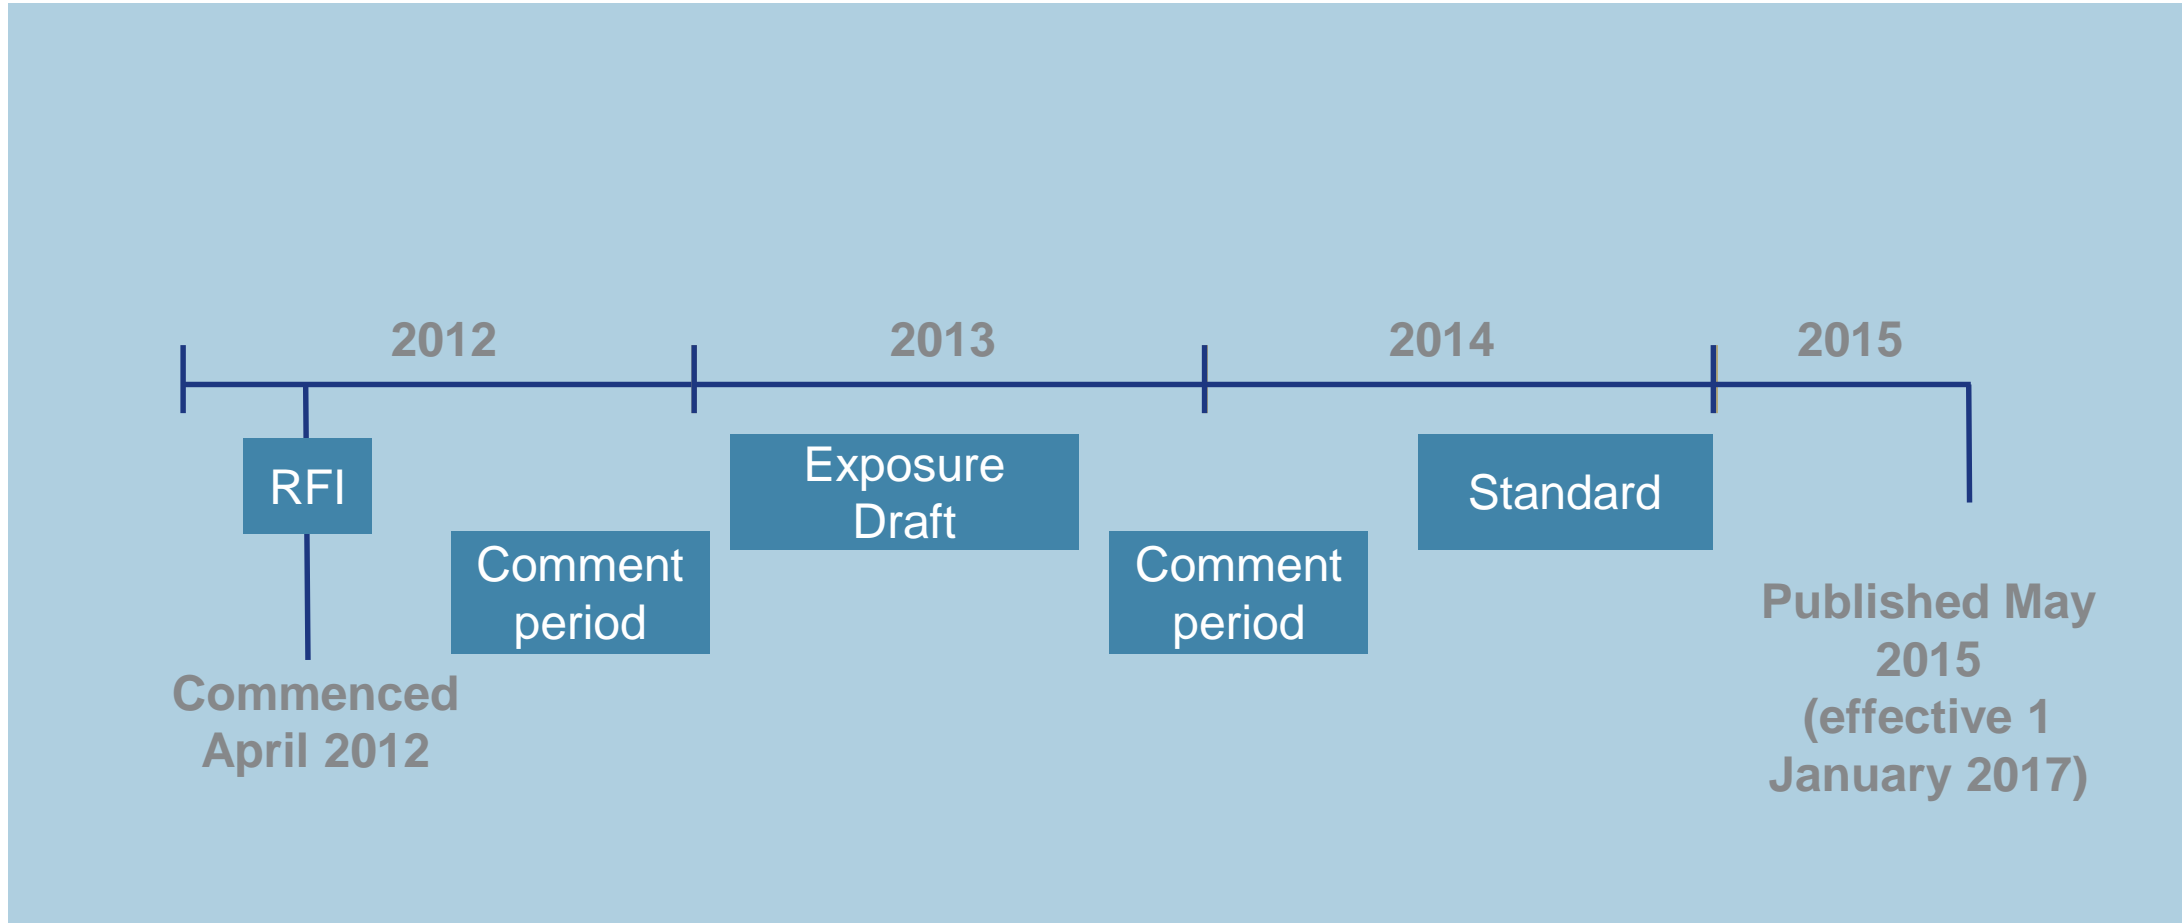 2012
2013
2014
2015
RFI
Exposure
Draft
Standard
Comment
period
Comment
period
Commenced
April 2012
Published May
2015
(effective 1
January 2017)